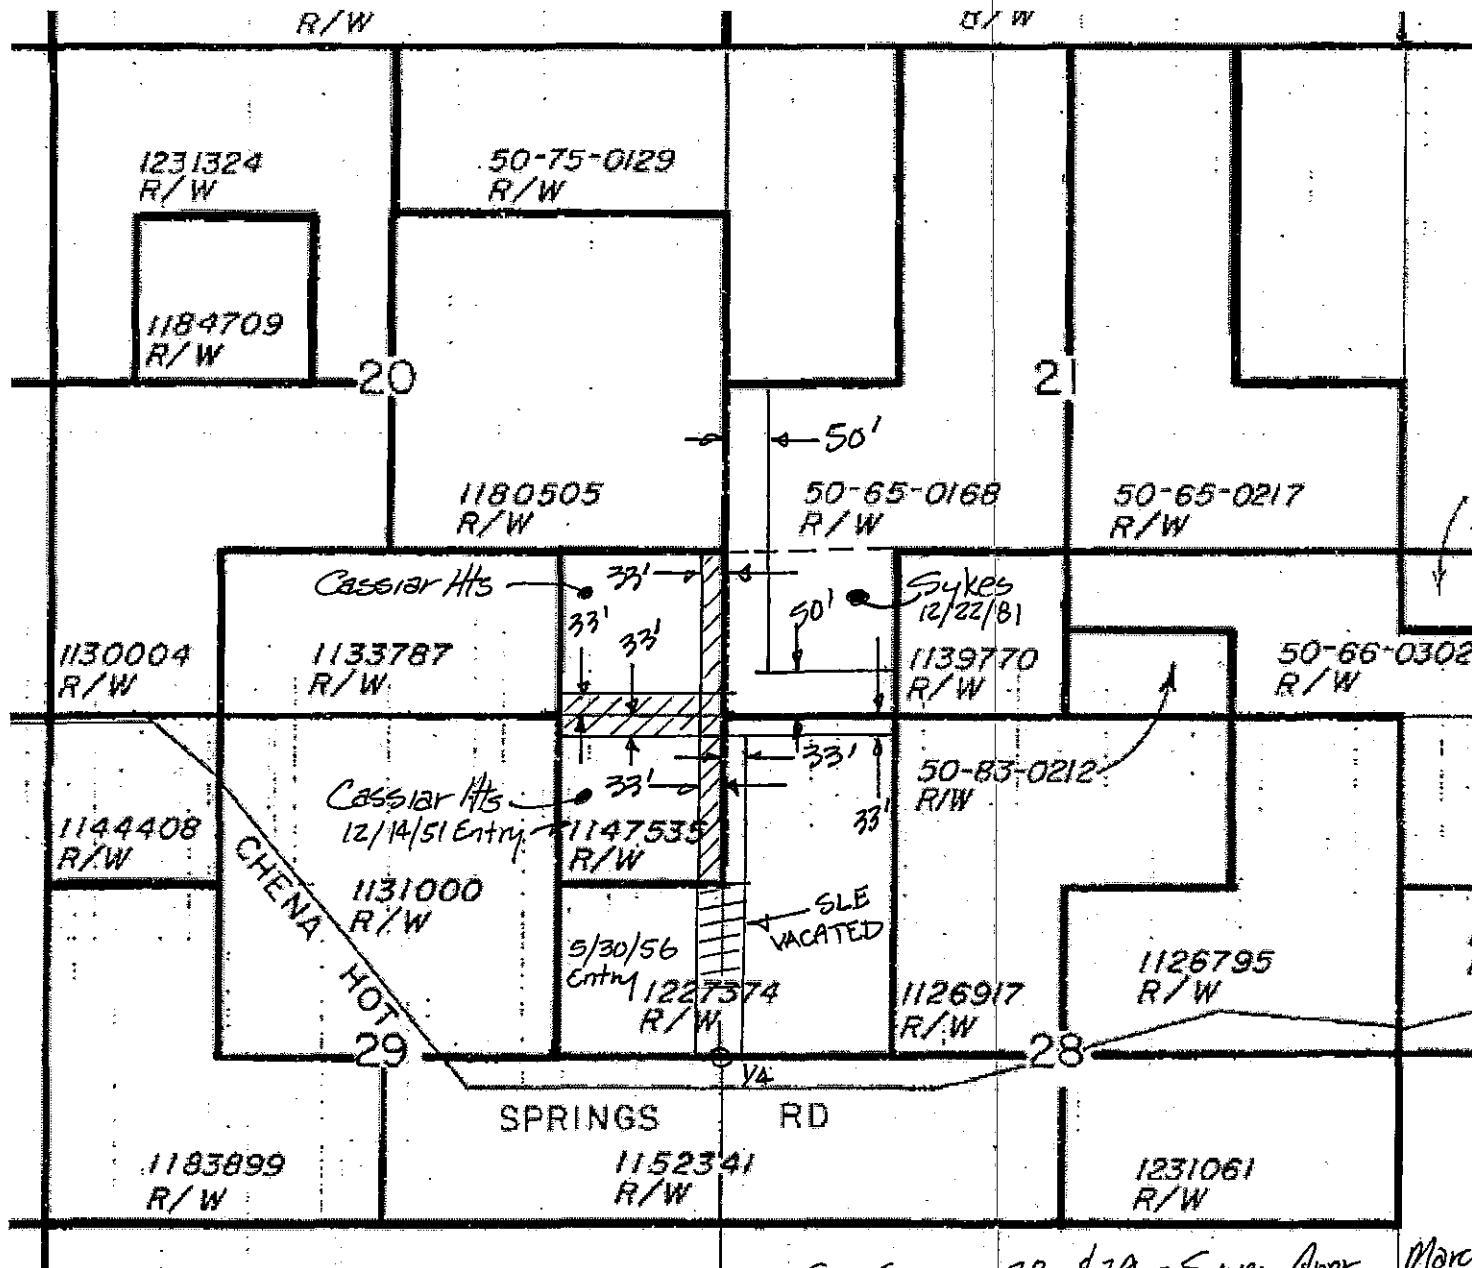 R/W
R/W
1231324
R/W
50-75-0129
R/W
1184709
R/W
20
21
50'
1180505
R/W
50-65-0168
R/W
50-65-0217
R/W
Cassiar Hts
33'
33'
33'
50'
Sykes
12/22/81
1130004
R/W
1133787
R/W
1139770
R/W
50-66-0302
R/W
33'
33'
33'
50-83-0212
R/W
Cassiar Hts
12/14/51 Entry
1144408
R/W
1147535
R/W
CHENA
HOT
1131000
R/W
SLE
VACATED
5/30/56
Entry
1227374
R/W
1126917
R/W
1126795
R/W
29
28
1/4
SPRINGS RD
1183899
R/W
1152341
R/W
1231061
R/W